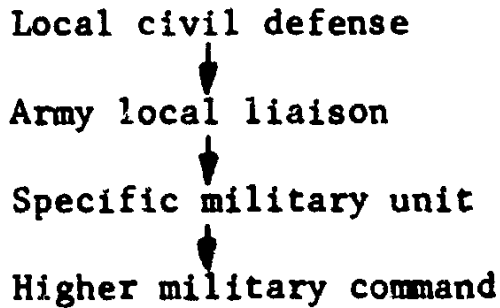 Local civil defense
Army local liaison
Specific military unit
Higher military command